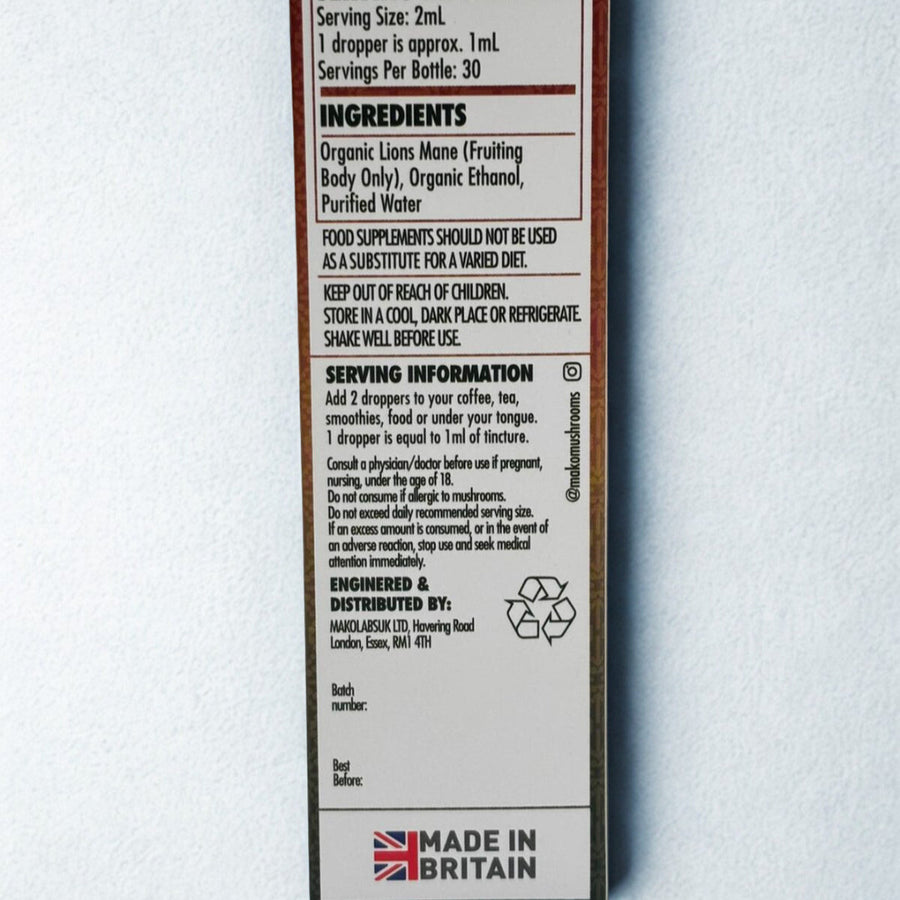 Serving Size: 2mL
1 dropper is approx. 1mL
Servings Per Bottle: 30
INGREDIENTS
Organic Lions Mane (Fruiting
Body Only), Organic Ethanol,
Purified Water
FOOD SUPPLEMENTS SHOULD NOT BE USED
AS A SUBSTITUTE FOR A VARIED DIET.
KEEP OUT OF REACH OF CHILDREN.
STORE IN A COOL, DARK PLACE OR REFRIGERATE.
SHAKE WELL BEFORE USE.
SERVING INFORMATION
Add 2 droppers to your coffee, tea,
smoothies, food or under your tongue.
1 dropper is equal to 1ml of tincture.
@makomushrooms
Consult a physician/doctor before use if pregnant,
nursing, under the age of 18.
Do not consume if allergic to mushrooms.
Do not exceed daily recommended serving size.
If an excess amount is consumed, or in the event of
an adverse reaction, stop use and seek medical
attention immediately.
ENGINERED &
DISTRIBUTED BY:
MAKOLABSUK LTD, Havering Road
London, Essex, RM1 4TH
Batch
number:
Best
Before:
MADE IN
BRITAIN